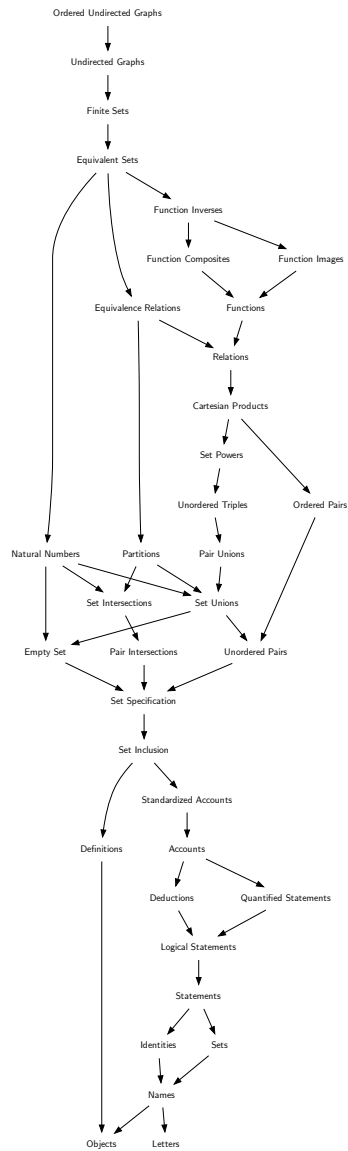 Ordered Undirected Graphs
Undirected Graphs
Finite Sets
Equivalent Sets
Function Inverses
Function Composites
Function Images
Equivalence Relations
Functions
Relations
Cartesian Products
Set Powers
Unordered Triples
Ordered Pairs
Natural Numbers
Partitions
Pair Unions
Set Intersections
Set Unions
Empty Set
Pair Intersections
Unordered Pairs
Set Specification
Set Inclusion
Standardized Accounts
Definitions
Accounts
Deductions
Quantified Statements
Logical Statements
Statements
Identities
Sets
Names
Objects
Letters